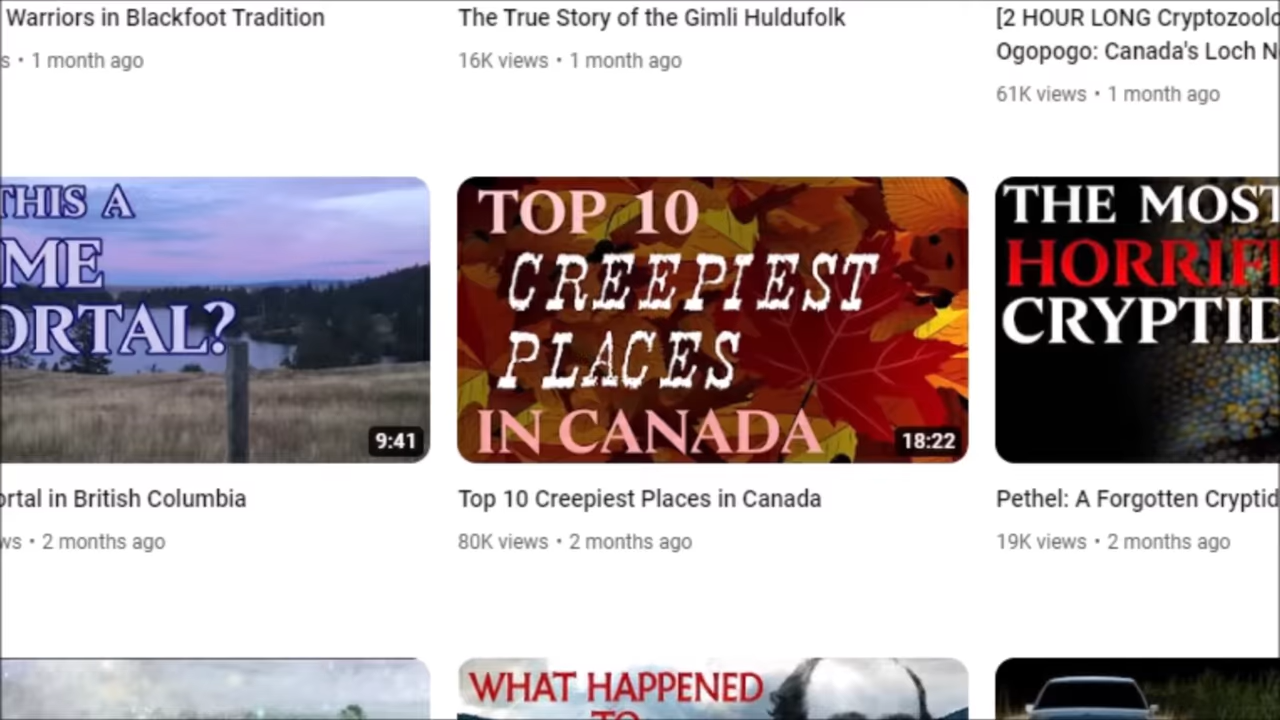 Warriors in Blackfoot Tradition
s • 1 month ago
The True Story of the Gimli Huldufolk
16K views • 1 month ago
[2 HOUR LONG Cryptozoolo
Ogopogo: Canada's Loch N
61K views • 1 month ago
THIS A
ME
ORTAL?
9:41
ortal in British Columbia
ws • 2 months ago
TOP 10
CREEPIEST
PLACES
IN CANADA
18:22
Top 10 Creepiest Places in Canada
80K views • 2 months ago
THE MOST
HORRIFI
CRYPTID
Pethel: A Forgotten Cryptid
19K views • 2 months ago
WHAT HAPPENED
TO